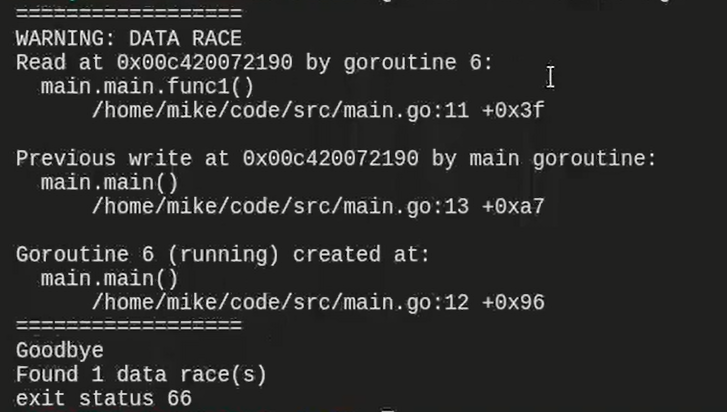 ==================
WARNING: DATA RACE
Read at 0x00c420072190 by goroutine 6:
  main.main.func1()
      /home/mike/code/src/main.go:11 +0x3f

Previous write at 0x00c420072190 by main goroutine:
  main.main()
      /home/mike/code/src/main.go:13 +0xa7

Goroutine 6 (running) created at:
  main.main()
      /home/mike/code/src/main.go:12 +0x96
==================
Goodbye
Found 1 data race(s)
exit status 66